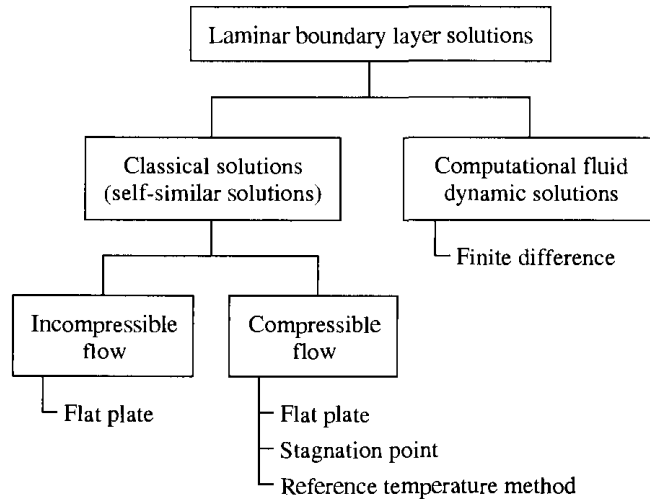 Laminar boundary layer solutions
Classical solutions
(self-similar solutions)
Computational fluid
dynamic solutions
Finite difference
Incompressible
flow
Compressible
flow
Flat plate
Flat plate
Stagnation point
Reference temperature method